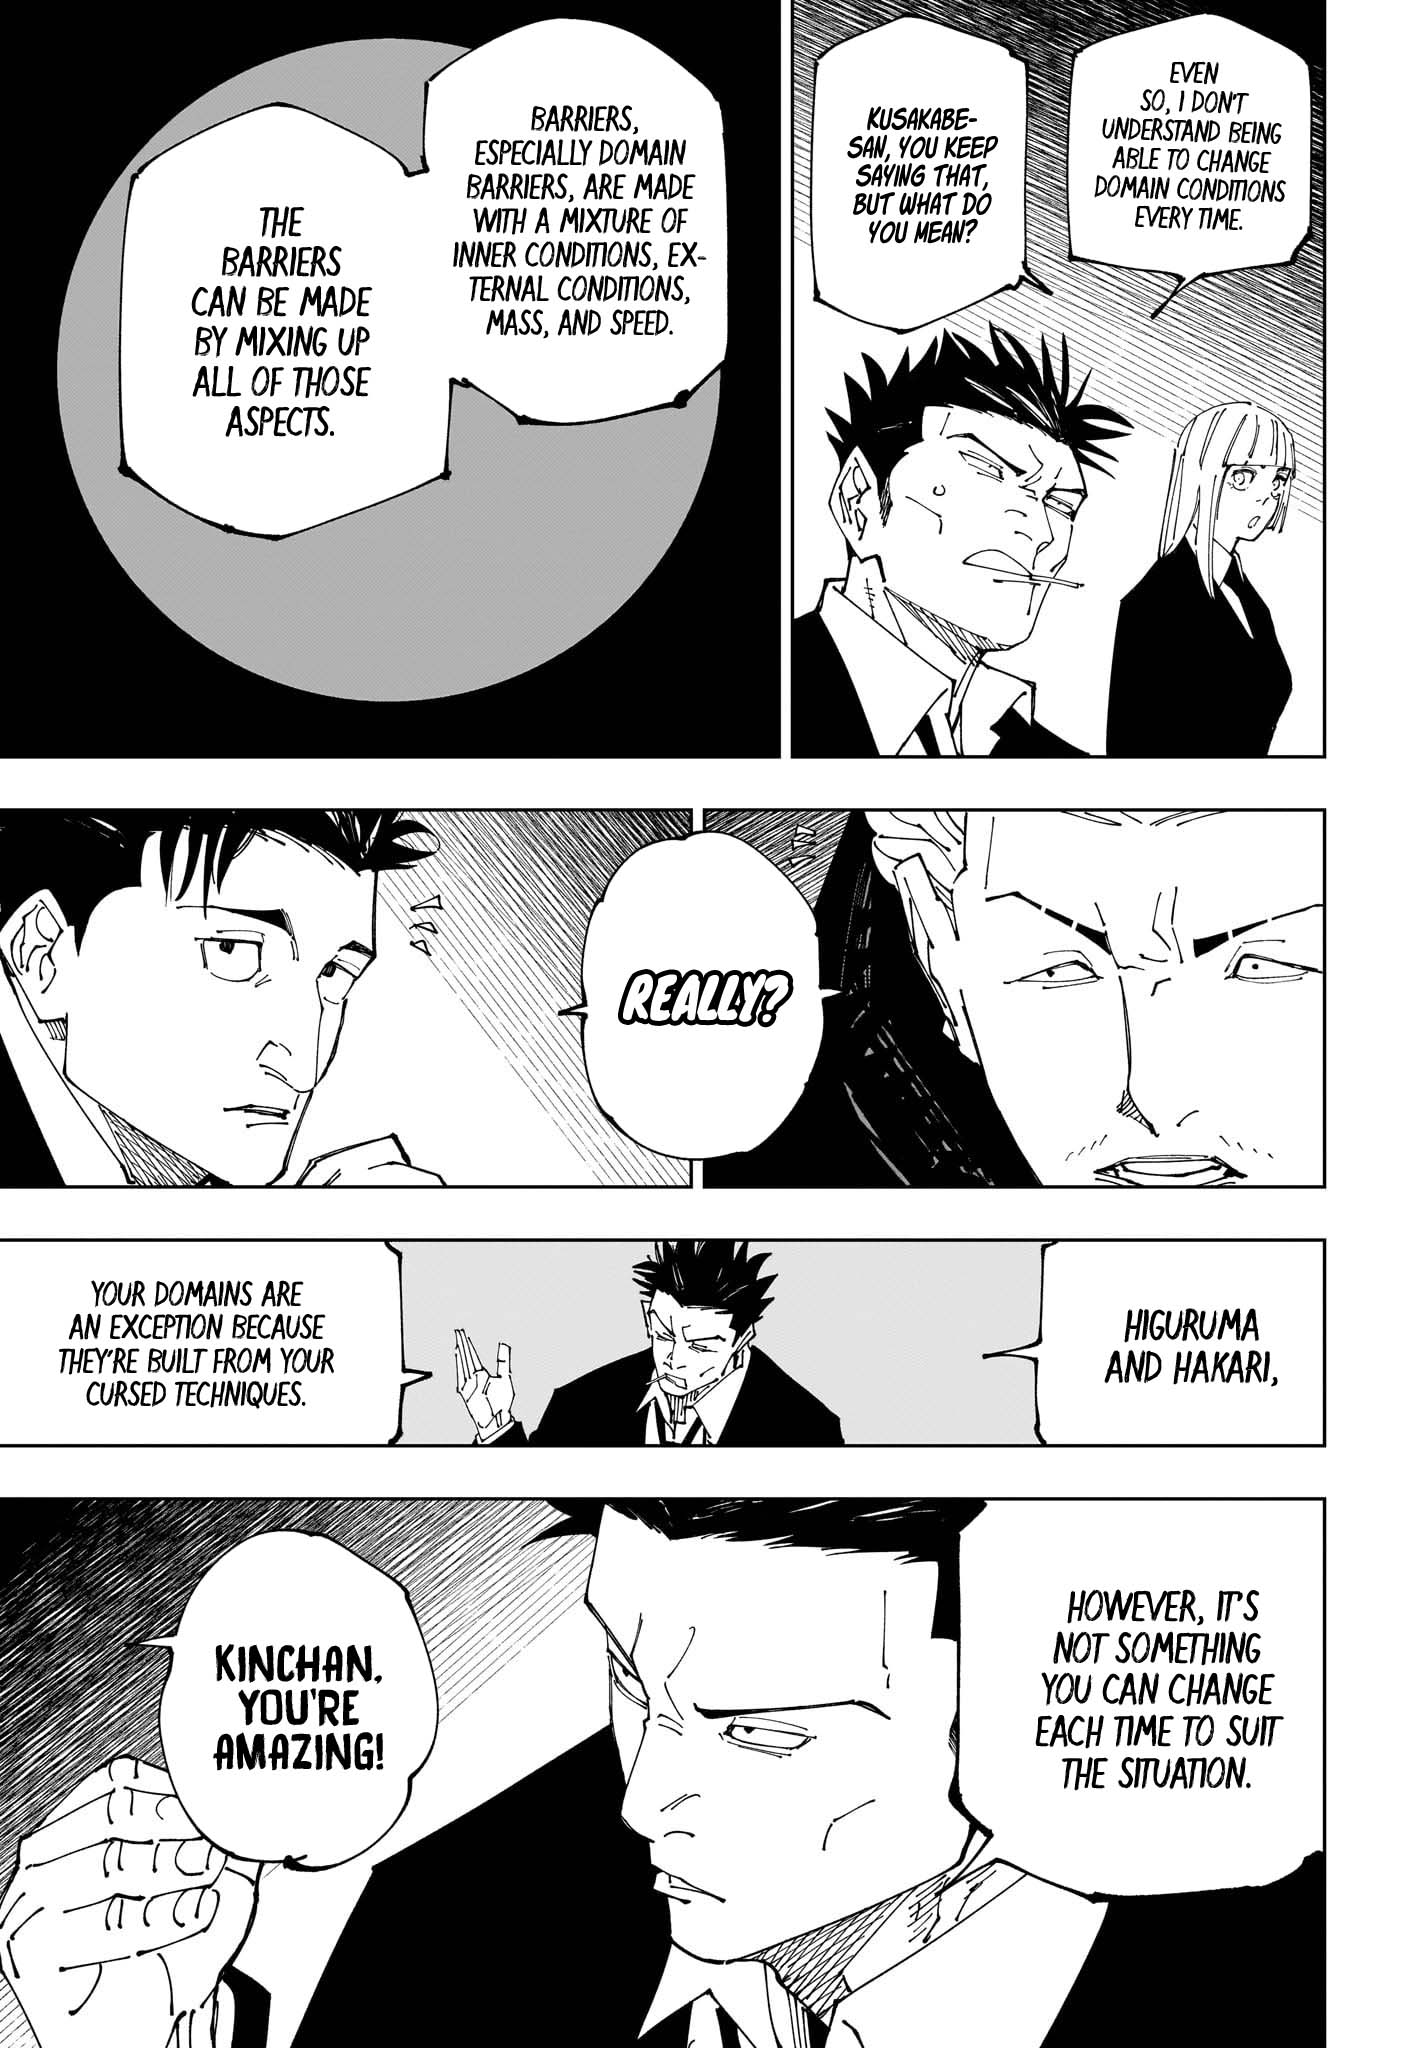 EVEN
SO, I DON'T
UNDERSTAND BEING
ABLE TO CHANGE
DOMAIN CONDITIONS
EVERY TIME.
KUSAKABE-
SAN, YOU KEEP
SAYING THAT,
BUT WHAT DO
YOU MEAN?
BARRIERS,
ESPECIALLY DOMAIN
BARRIERS, ARE MADE
WITH A MIXTURE OF
INNER CONDITIONS, EX-
TERNAL CONDITIONS,
MASS, AND SPEED.
THE
BARRIERS
CAN BE MADE
BY MIXING UP
ALL OF THOSE
ASPECTS.
REALLY?
HIGURUMA
AND HAKARI,
YOUR DOMAINS ARE
AN EXCEPTION BECAUSE
THEY'RE BUILT FROM YOUR
CURSED TECHNIQUES.
HOWEVER, IT'S
NOT SOMETHING
YOU CAN CHANGE
EACH TIME TO SUIT
THE SITUATION.
KINCHAN,
YOU'RE
AMAZING!